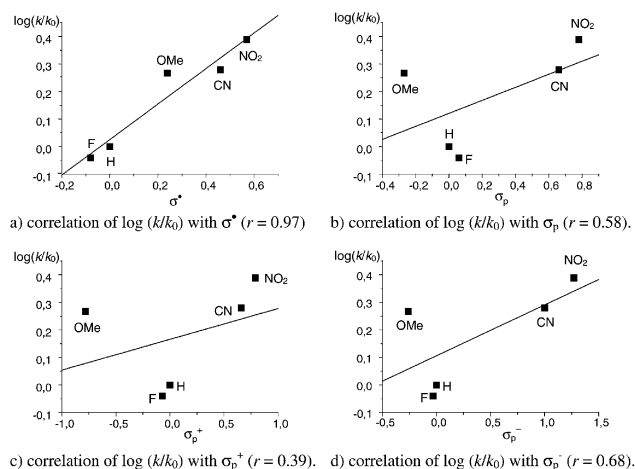 log(k/k0) log(k/k0)
0,4 NO2 0,4 NO2
0,3 OMe 0,3 OMe
CN CN
0,2 0,2
0,1 0,1
F H
0,0 H 0,0 F
-0,1 -0,1
-0,2 0,0 0,2 0,4 0,6 -0,4 -0,2 0,0 0,2 0,4 0,6 0,8
σ• σp
a) correlation of log (k/k0) with σ• (r = 0.97) b) correlation of log (k/k0) with σp (r = 0.58).
log(k/k0) log(k/k0)
0,4 NO2 0,4 NO2
0,3 OMe CN 0,3 OMe CN
0,2 0,2
0,1 0,1
0,0 F H 0,0 F H
-0,1 -0,1
-1,0 -0,5 0,0 0,5 1,0 -0,5 0,0 0,5 1,0 1,5
σp+ σp−
c) correlation of log (k/k0) with σp+ (r = 0.39). d) correlation of log (k/k0) with σp- (r = 0.68).